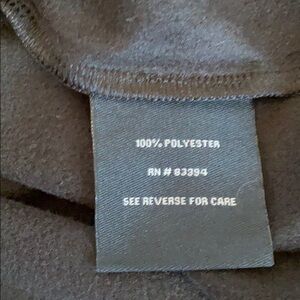 100% POLYESTER
RN # 83394
SEE REVERSE FOR CARE